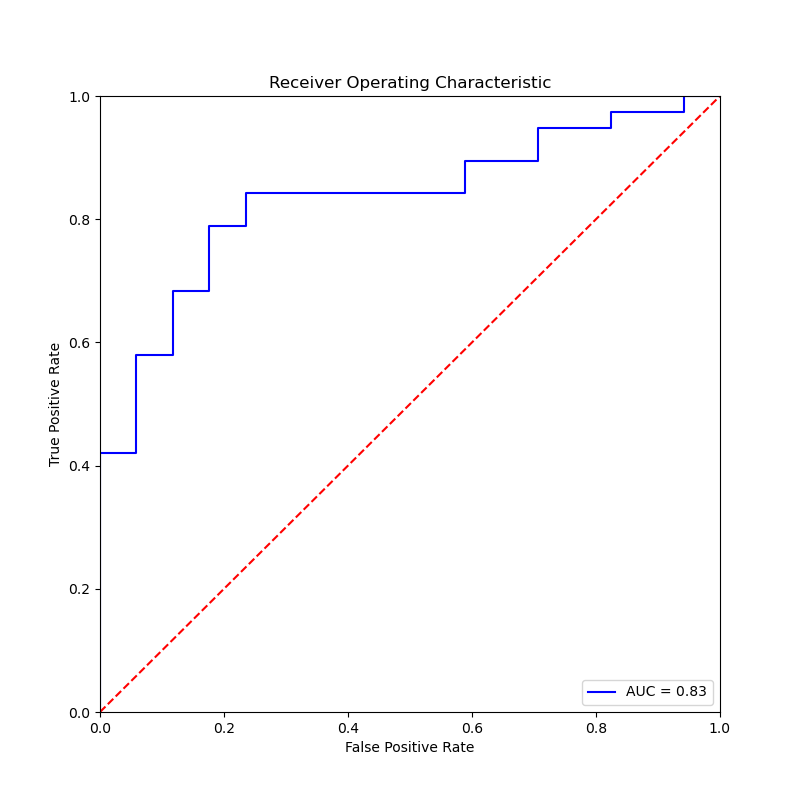 Receiver Operating Characteristic
1.0
0.8
0.6
0.4
0.2
0.0
True Positive Rate
AUC = 0.83
0.0 0.2 0.4 0.6 0.8 1.0
False Positive Rate